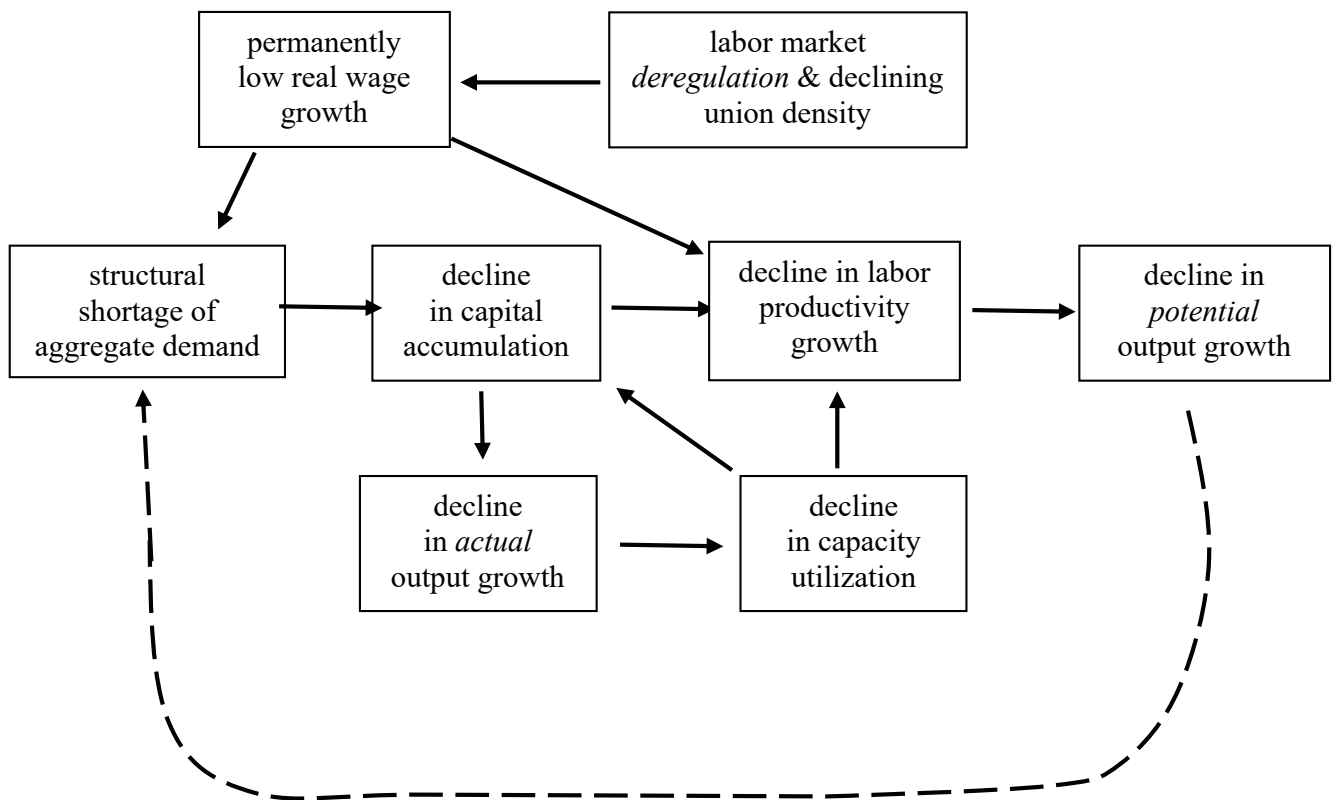 permanently
low real wage
growth
labor market
deregulation & declining
union density
structural
shortage of
aggregate demand
decline
in capital
accumulation
decline in labor
productivity
growth
decline in
potential
output growth
decline
in actual
output growth
decline
in capacity
utilization